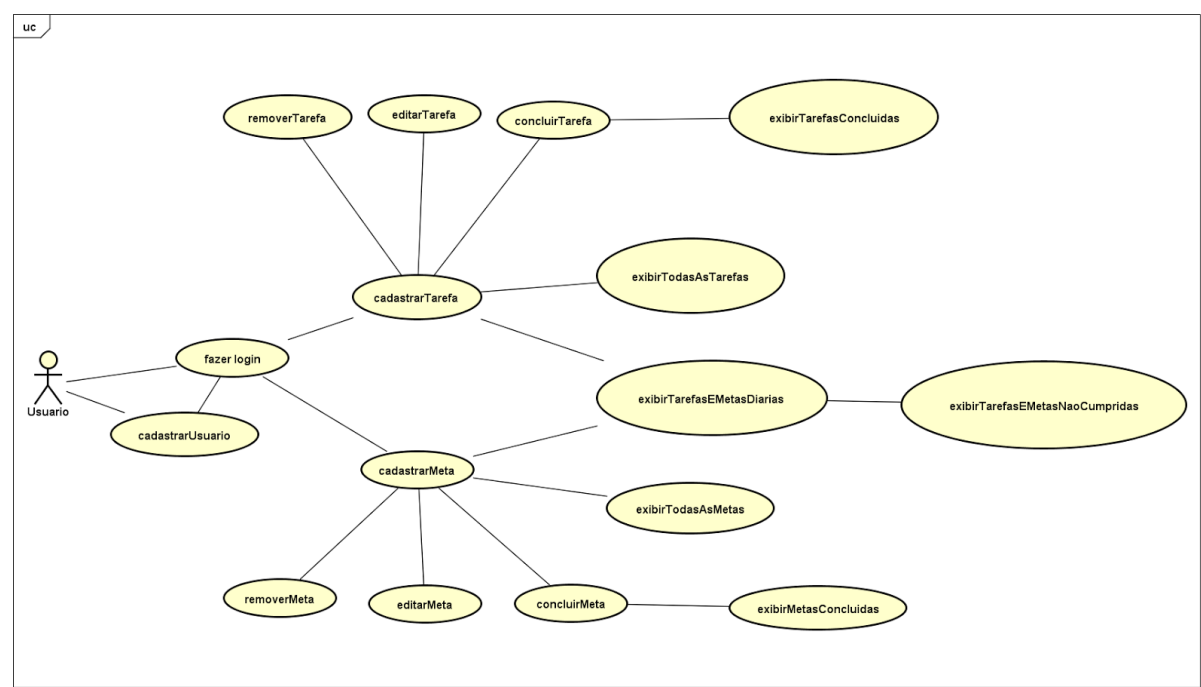 uc
removerTarefa
editarTarefa
concluirTarefa
exibirTarefasConcluidas
exibirTodasAsTarefas
cadastrarTarefa
fazer login
Usuario
cadastrarUsuario
exibirTarefasEMetasDiarias
exibirTarefasEMetasNaoCumpridas
cadastrarMeta
exibirTodasAsMetas
removerMeta
editarMeta
concluirMeta
exibirMetasConcluidas